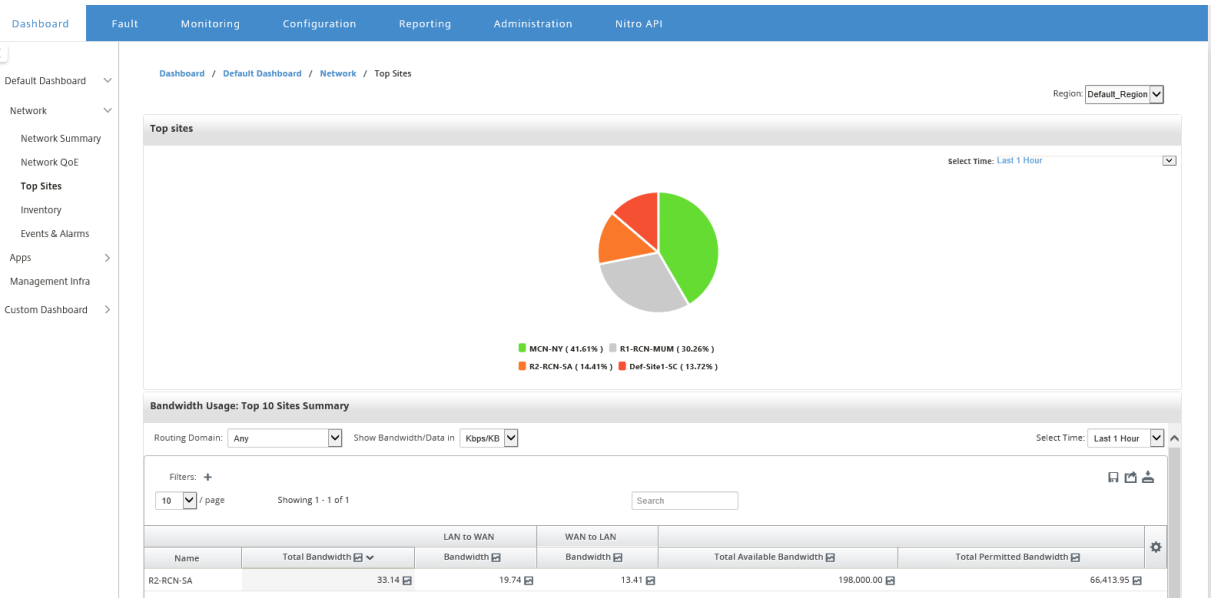 Dashboard Fault Monitoring Configuration Reporting Administration Nitro API
Dashboard / Default Dashboard / Network / Top Sites
Default Dashboard
Network
Network Summary
Network QoE
Top Sites
Inventory
Events & Alarms
Apps
Management Infra
Custom Dashboard
Region: Default_Region
Top sites
Select Time: Last 1 Hour
MCN-NY ( 41.61% ) R1-RCN-MUM ( 30.26% )
R2-RCN-SA ( 14.41% ) Def-Site1-SC ( 13.72% )
Bandwidth Usage: Top 10 Sites Summary
Routing Domain: Any Show Bandwidth/Data in Kbps/KB Select Time: Last 1 Hour
Filters: +
10 / page Showing 1 - 1 of 1 Search
LAN to WAN WAN to LAN
Name Total Bandwidth Bandwidth Bandwidth Total Available Bandwidth Total Permitted Bandwidth
R2-RCN-SA 33.14 19.74 13.41 198,000.00 66,413.95